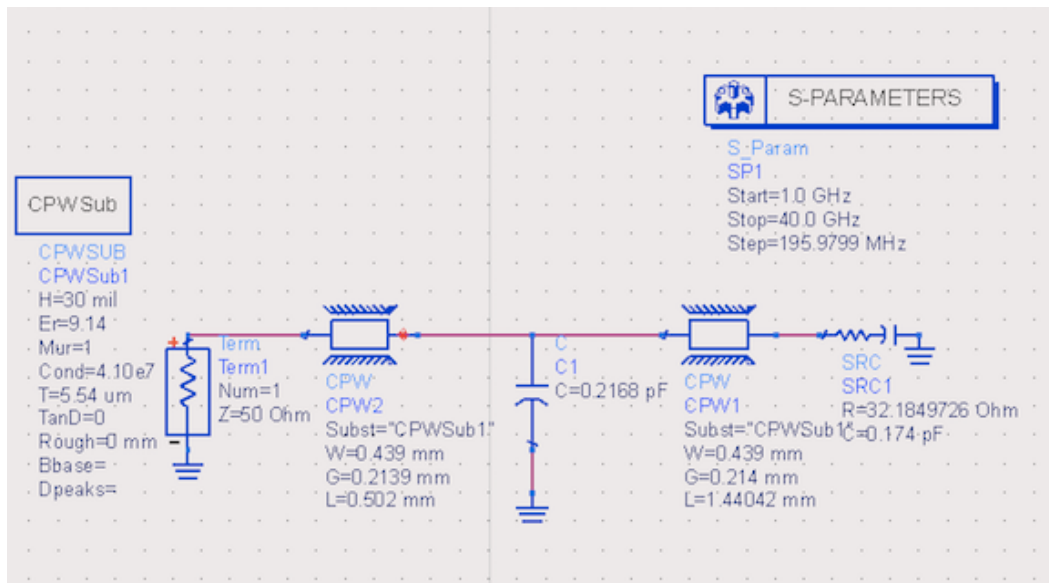 S-PARAMETERS
S_Param
SP1
Start=1.0 GHz
Stop=40.0 GHz
Step=195.9799 MHz
CPWSub
CPWSUB
CPWSub1
H=30 mil
Er=9.14
Mur=1
Cond=4.10e7
T=5.54 um
TanD=0
Rough=0 mm
Bbase=
Dpeaks=
+
Term
Term1
Num=1
Z=50 Ohm
-
CPW
CPW2
Subst="CPWSub1"
W=0.439 mm
G=0.2139 mm
L=0.502 mm
C
C1
C=0.2168 pF
CPW
CPW1
Subst="CPWSub1"
W=0.439 mm
G=0.214 mm
L=1.44042 mm
SRC
SRC1
R=32.1849726 Ohm
C=0.174 pF